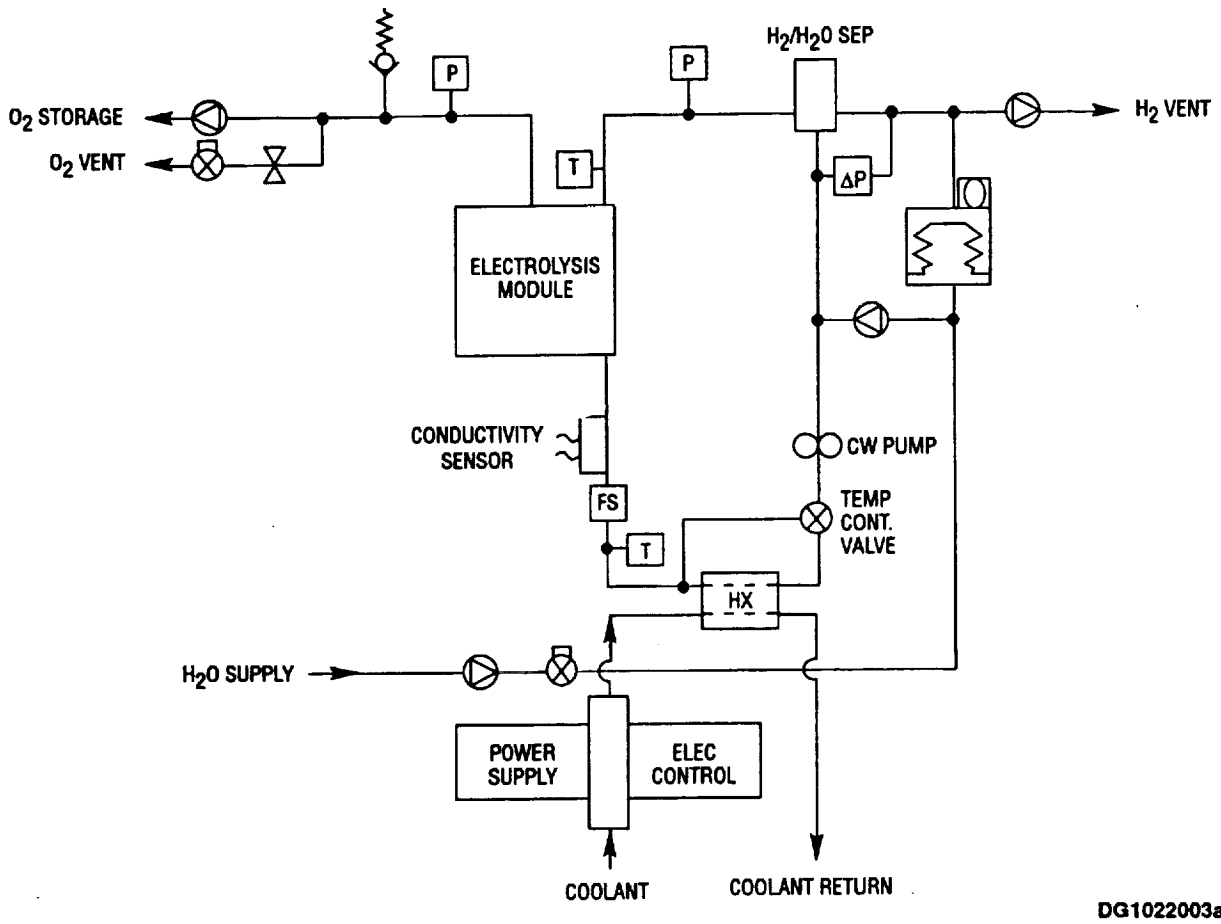 H2/H2O SEP
P
P
O2 STORAGE
H2 VENT
O2 VENT
T
ΔP
ELECTROLYSIS
MODULE
CONDUCTIVITY
SENSOR
CW PUMP
FS
TEMP
CONT.
VALVE
T
HX
H2O SUPPLY
POWER
SUPPLY
ELEC
CONTROL
COOLANT
COOLANT RETURN
DG1022003a